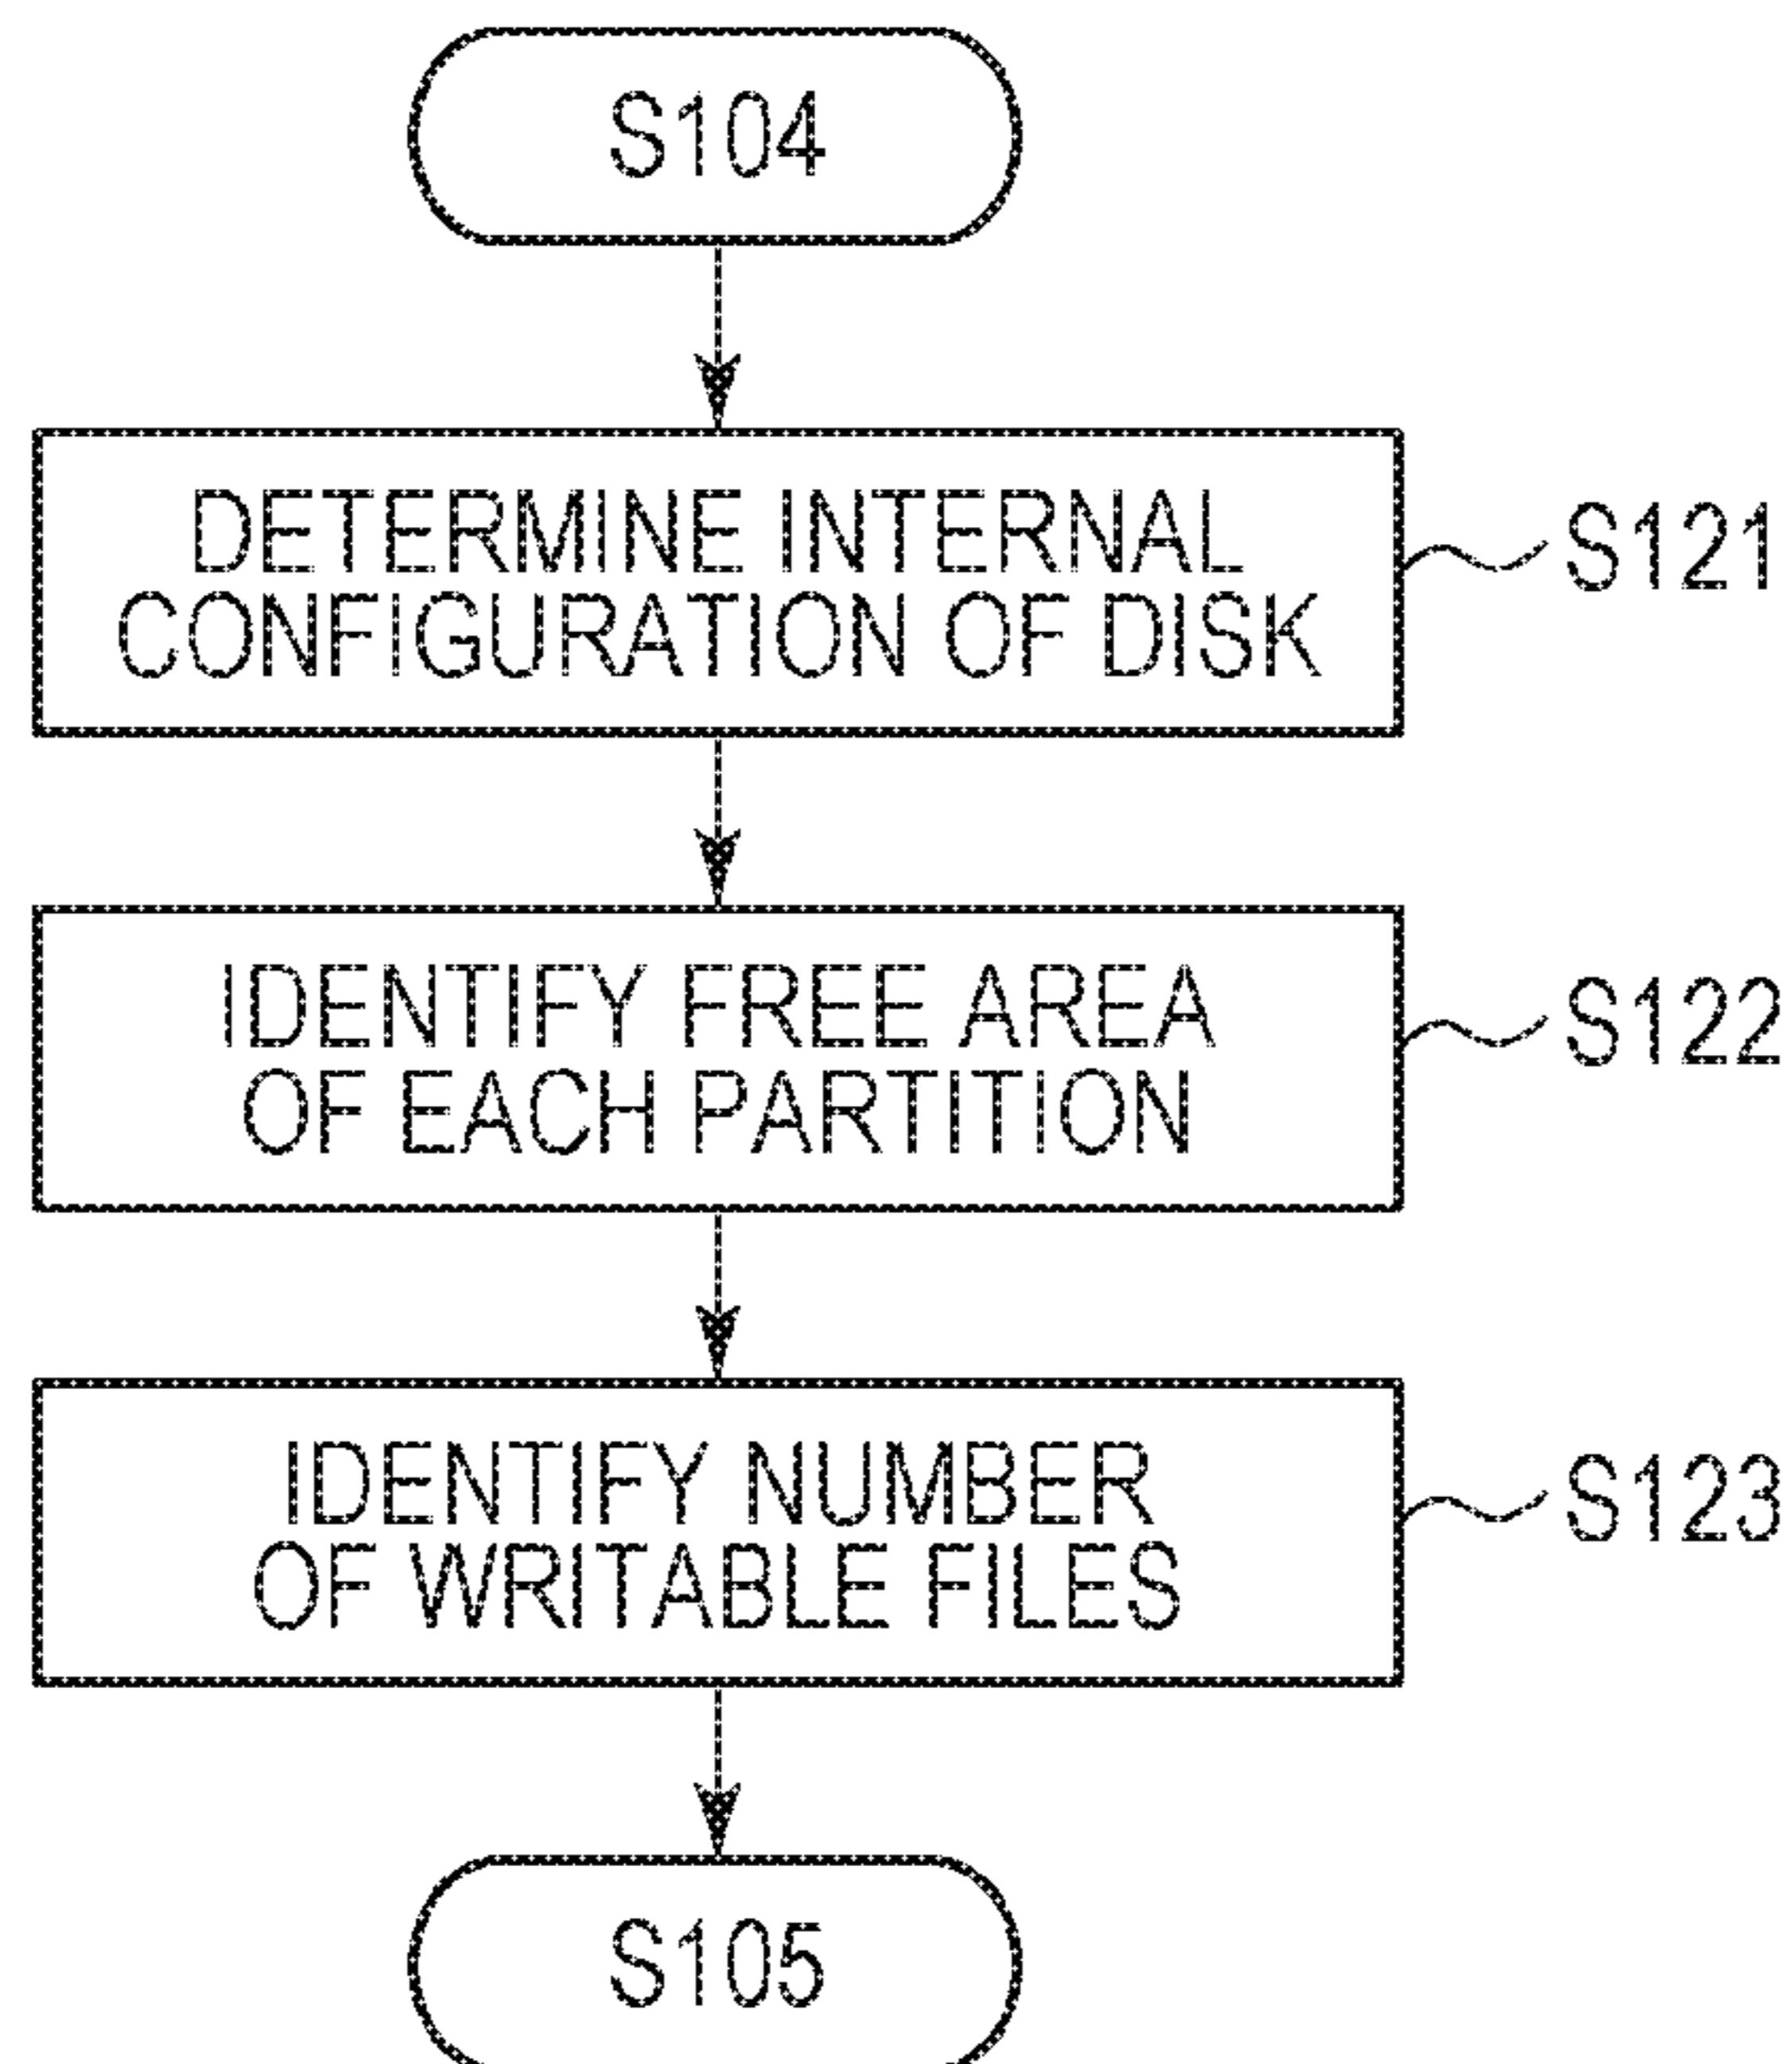 S104
DETERMINE INTERNAL
CONFIGURATION OF DISK
S121
IDENTIFY FREE AREA
OF EACH PARTITION
S122
IDENTIFY NUMBER
OF WRITABLE FILES
S123
S105